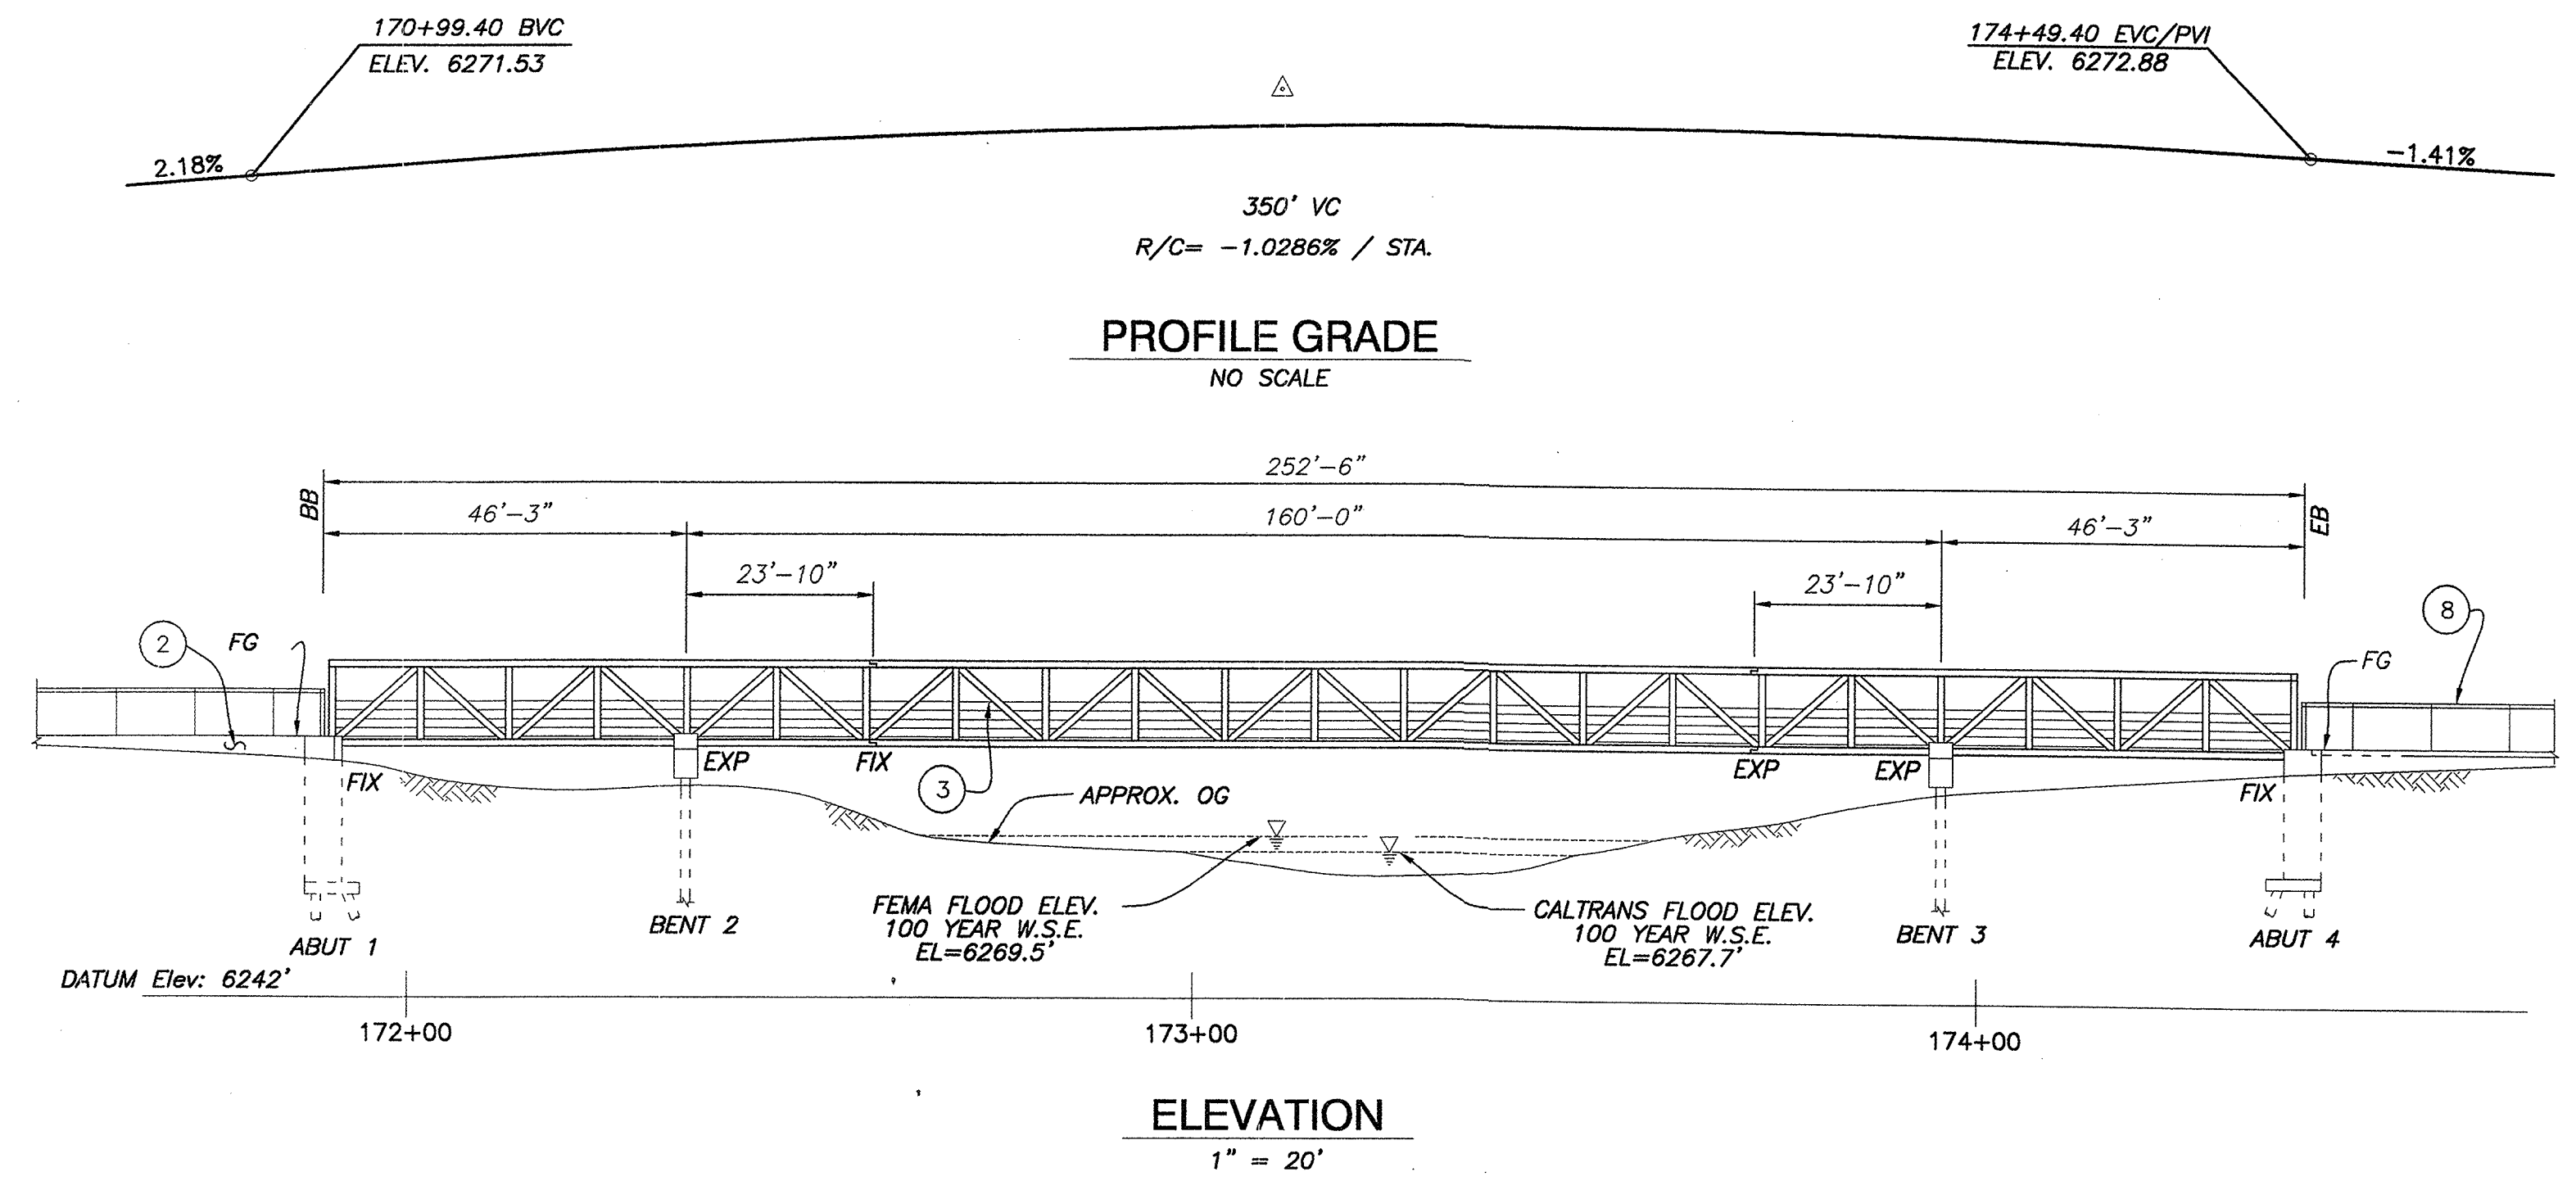 170+99.40 BVC
ELEV. 6271.53
174+49.40 EVC/PVI
ELEV. 6272.88
2.18%
-1.41%
350' VC
R/C= -1.0286% / STA.
PROFILE GRADE
NO SCALE
252'-6"
BB
EB
46'-3"
160'-0"
46'-3"
23'-10"
23'-10"
2
FG
8
FG
FIX
EXP
FIX
3
EXP
EXP
FIX
APPROX. OG
FEMA FLOOD ELEV.
100 YEAR W.S.E.
EL=6269.5'
CALTRANS FLOOD ELEV.
100 YEAR W.S.E.
EL=6267.7'
ABUT 1
BENT 2
BENT 3
ABUT 4
DATUM Elev: 6242'
172+00
173+00
174+00
ELEVATION
1" = 20'